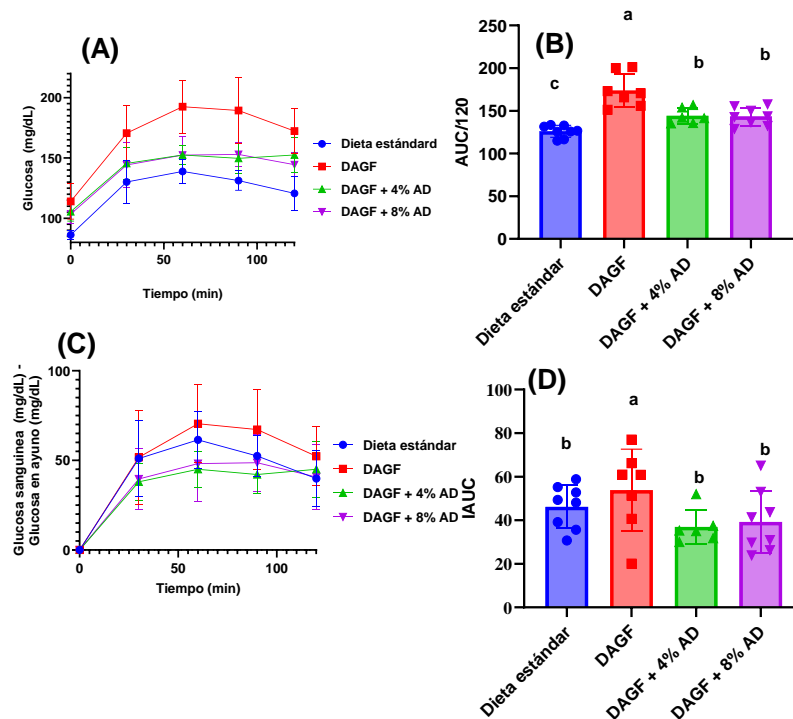 (A)
Glucosa (mg/dL)
200
150
100
0
50
100
Tiempo (min)
Dieta estándard
DAGF
DAGF + 4% AD
DAGF + 8% AD
(B)
AUC/120
250
200
150
100
50
0
c
a
b
b
Dieta estándar
DAGF
DAGF + 4% AD
DAGF + 8% AD
(C)
Glucosa sanguinea (mg/dL) -
Glucosa en ayuno (mg/dL)
100
50
0
0
50
100
Tiempo (min)
Dieta estándar
DAGF
DAGF + 4% AD
DAGF + 8% AD
(D)
IAUC
100
80
60
40
20
0
b
a
b
b
Dieta estándar
DAGF
DAGF + 4% AD
DAGF + 8% AD